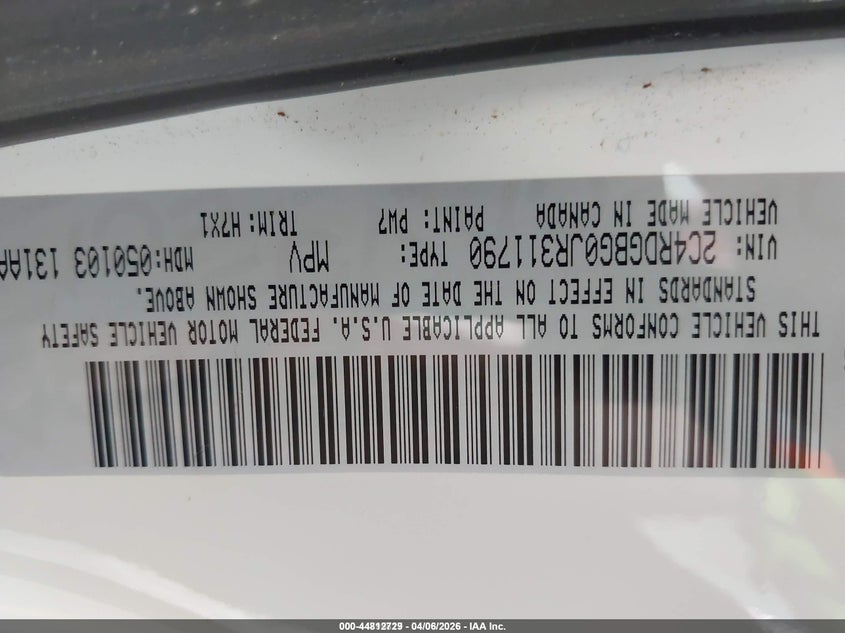 THIS VEHICLE CONFORMS TO ALL APPLICABLE U.S.A. FEDERAL MOTOR VEHICLE SAFETY
STANDARDS IN EFFECT ON THE DATE OF MANUFACTURE SHOWN ABOVE.
VIN: 2C4RDGBG0JR311790 TYPE: MPV MDH:050103 131AA
VEHICLE MADE IN CANADA PAINT: PW7 TRIM: H7X1
000-44812729 | 04/06/2026 - IAA Inc.